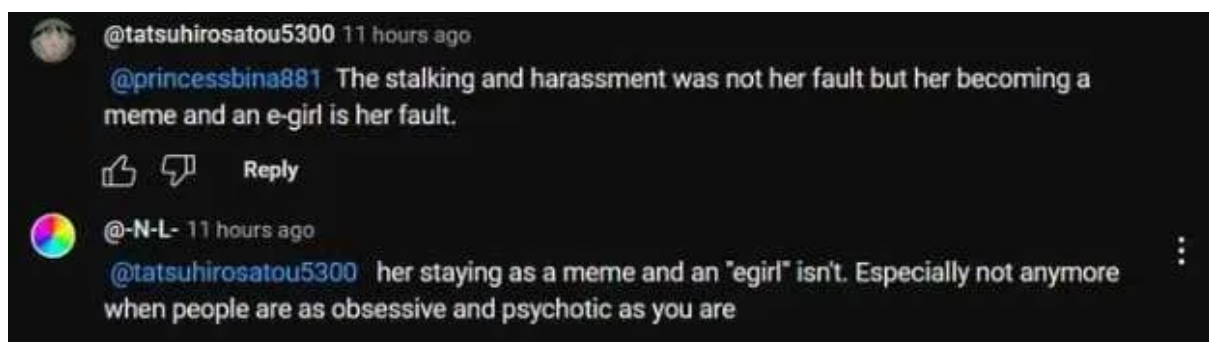 @tatsuhirosatou5300 11 hours ago
@princessbina881 The stalking and harassment was not her fault but her becoming a
meme and an e-girl is her fault.
Reply
@-N-L- 11 hours ago
@tatsuhirosatou5300 her staying as a meme and an "egirl" isn't. Especially not anymore
when people are as obsessive and psychotic as you are